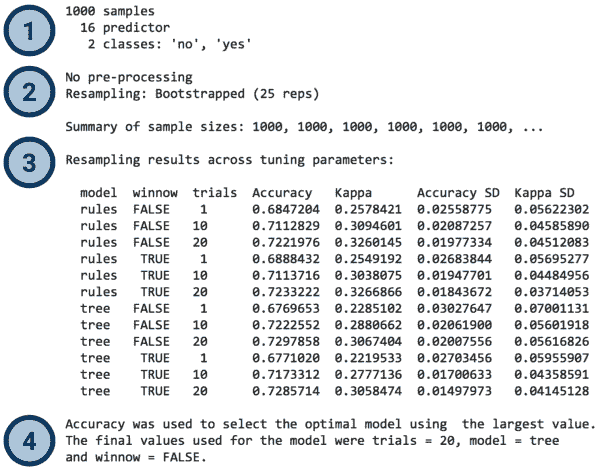 1
1000 samples
16 predictor
2 classes: 'no', 'yes'
2
No pre-processing
Resampling: Bootstrapped (25 reps)
Summary of sample sizes: 1000, 1000, 1000, 1000, 1000, 1000, ...
3
Resampling results across tuning parameters:
model winnow trials Accuracy Kappa Accuracy SD Kappa SD
rules FALSE 1 0.6847204 0.2578421 0.02558775 0.05622302
rules FALSE 10 0.7112829 0.3094601 0.02087257 0.04585890
rules FALSE 20 0.7221976 0.3260145 0.01977334 0.04512083
rules TRUE 1 0.6888432 0.2549192 0.02683844 0.05695277
rules TRUE 10 0.7113716 0.3038075 0.01947701 0.04484956
rules TRUE 20 0.7233222 0.3266866 0.01843672 0.03714053
tree FALSE 1 0.6769653 0.2285102 0.03027647 0.07001131
tree FALSE 10 0.7222552 0.2880662 0.02061900 0.05601918
tree FALSE 20 0.7297858 0.3067404 0.02007556 0.05616826
tree TRUE 1 0.6771020 0.2219533 0.02703456 0.05955907
tree TRUE 10 0.7173312 0.2777136 0.01700633 0.04358591
tree TRUE 20 0.7285714 0.3058474 0.01497973 0.04145128
4
Accuracy was used to select the optimal model using the largest value.
The final values used for the model were trials = 20, model = tree
and winnow = FALSE.